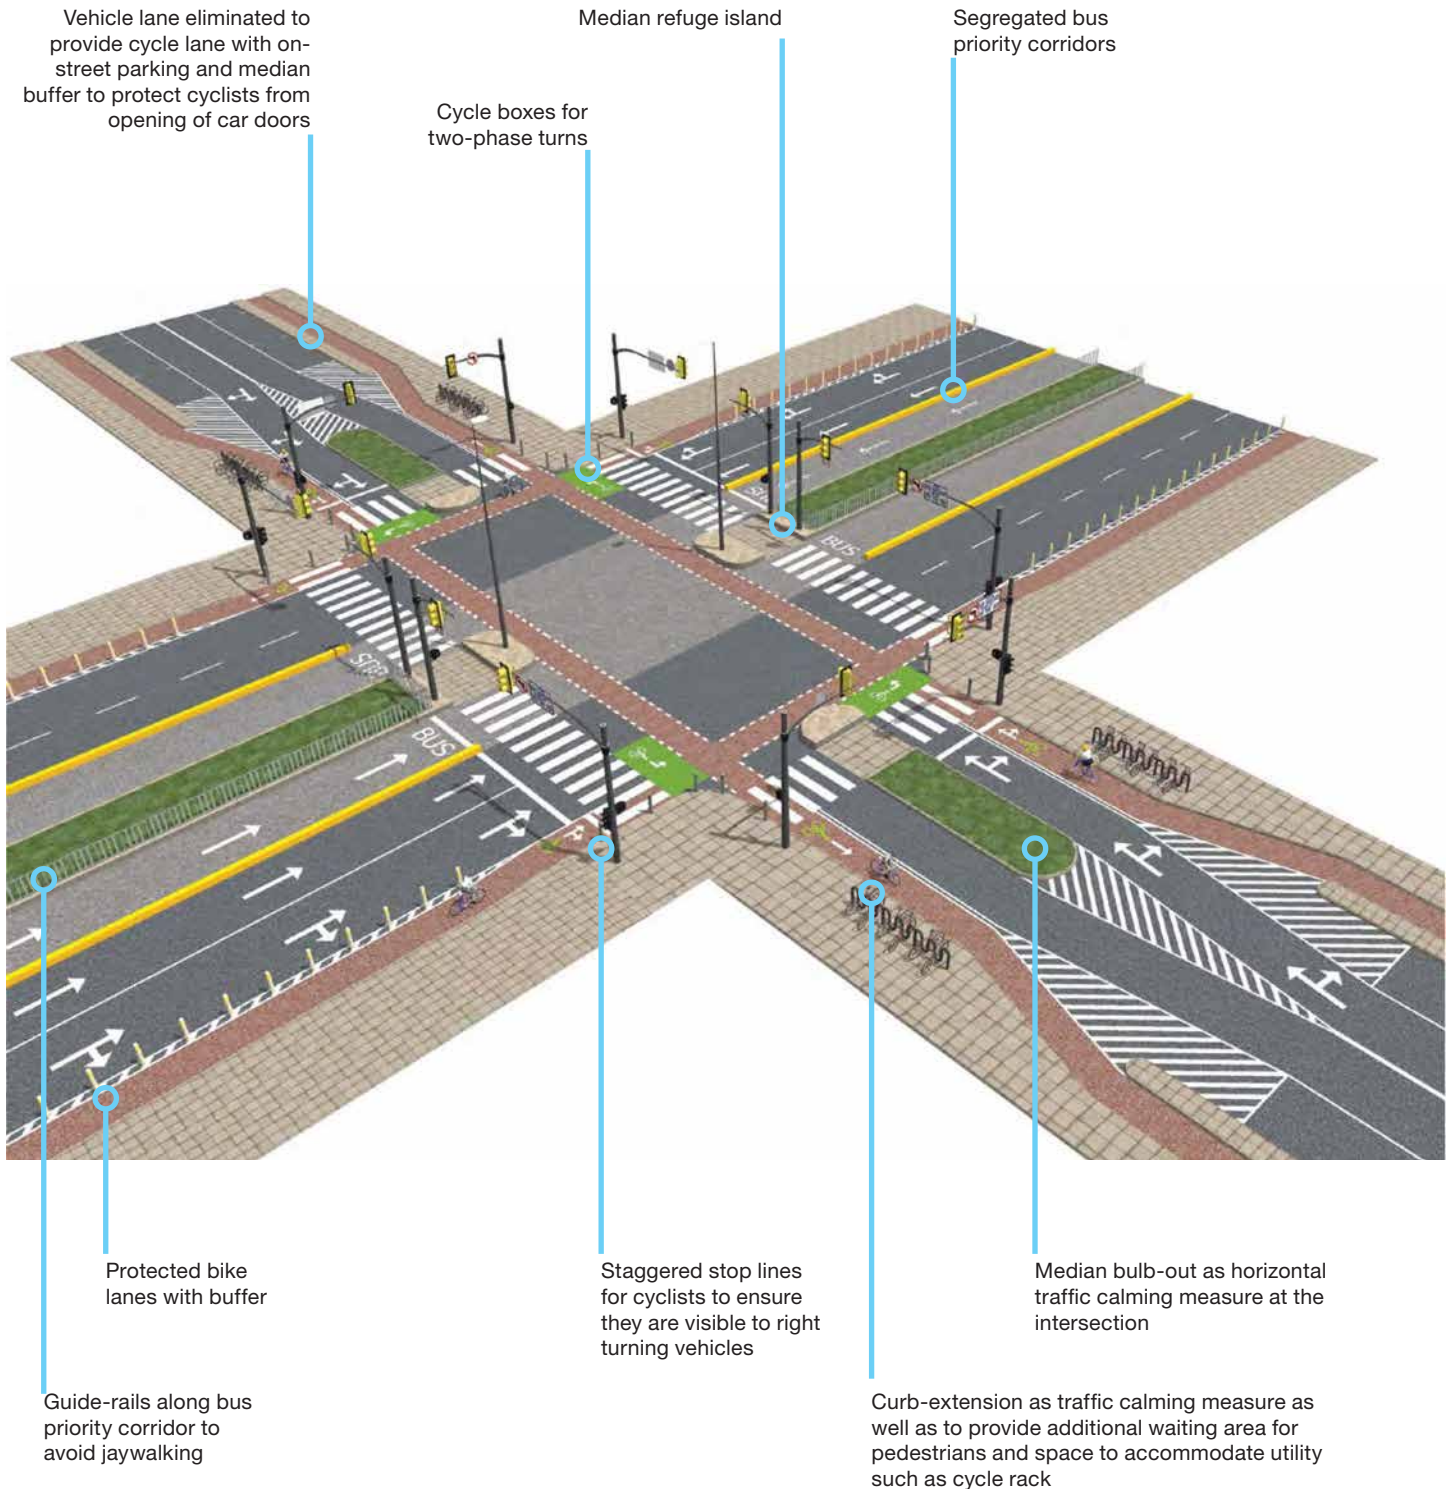 Vehicle lane eliminated to
provide cycle lane with on-
street parking and median
buffer to protect cyclists from
opening of car doors
Median refuge island
Segregated bus
priority corridors
Cycle boxes for
two-phase turns
BUS
BUS
Protected bike
lanes with buffer
Staggered stop lines
for cyclists to ensure
they are visible to right
turning vehicles
Median bulb-out as horizontal
traffic calming measure at the
intersection
Guide-rails along bus
priority corridor to
avoid jaywalking
Curb-extension as traffic calming measure as
well as to provide additional waiting area for
pedestrians and space to accommodate utility
such as cycle rack